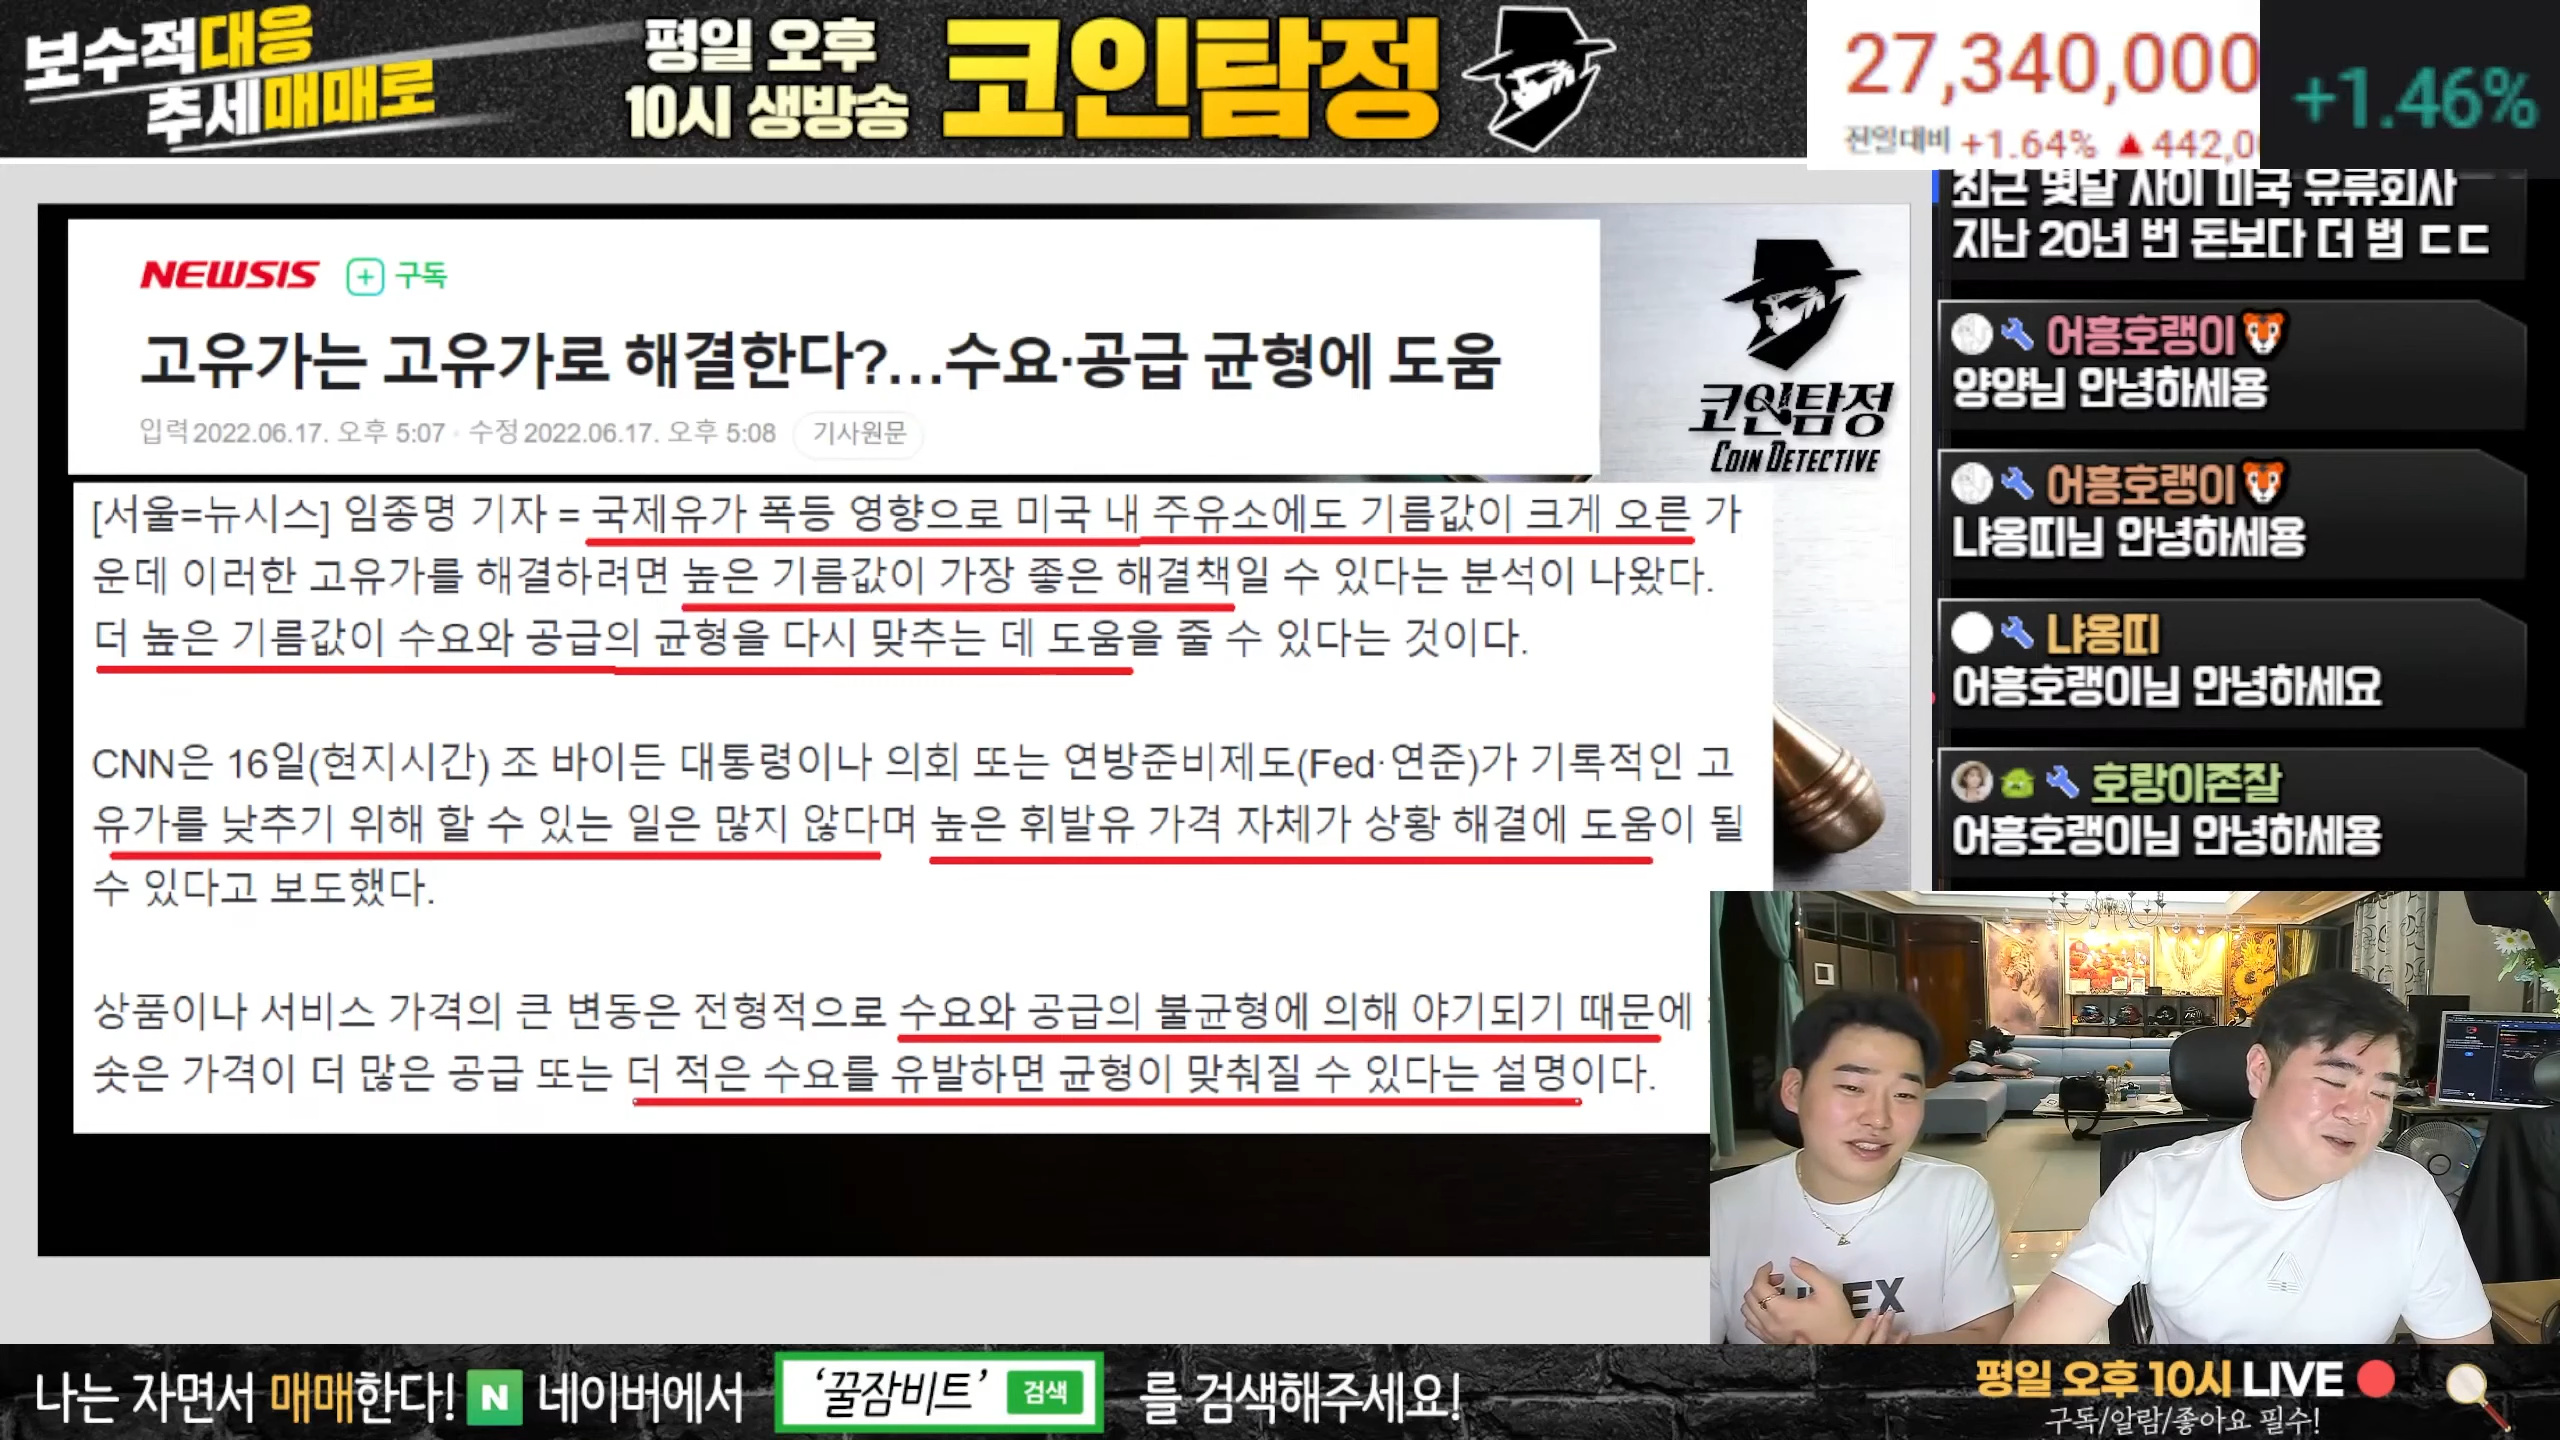 보수적대응
추세매매로
평일 오후
10시 생방송
코인탐정
27,340,000
전일대비 +1.64% ▲442,0
+1.46%
NEWSIS 구독
고유가는 고유가로 해결한다?…수요·공급 균형에 도움
입력 2022.06.17. 오후 5:07 · 수정 2022.06.17. 오후 5:08 기사원문
[서울=뉴시스] 임종명 기자 = 국제유가 폭등 영향으로 미국 내 주유소에도 기름값이 크게 오른 가
운데 이러한 고유가를 해결하려면 높은 기름값이 가장 좋은 해결책일 수 있다는 분석이 나왔다.
더 높은 기름값이 수요와 공급의 균형을 다시 맞추는 데 도움을 줄 수 있다는 것이다.
CNN은 16일(현지시간) 조 바이든 대통령이나 의회 또는 연방준비제도(Fed·연준)가 기록적인 고
유가를 낮추기 위해 할 수 있는 일은 많지 않다며 높은 휘발유 가격 자체가 상황 해결에 도움이 될
수 있다고 보도했다.
상품이나 서비스 가격의 큰 변동은 전형적으로 수요와 공급의 불균형에 의해 야기되기 때문에
솟은 가격이 더 많은 공급 또는 더 적은 수요를 유발하면 균형이 맞춰질 수 있다는 설명이다.
코인탐정
COIN DETECTIVE
최근 몇달 사이 미국 유류회사
지난 20년 번 돈보다 더 범 ㄷㄷ
어흥호랭이
양양님 안녕하세용
어흥호랭이
냐옹띠님 안녕하세용
냐옹띠
어흥호랭이님 안녕하세요
호랑이존잘
어흥호랭이님 안녕하세용
나는 자면서 매매한다! N 네이버에서 ‘꿀잠비트’ 검색 를 검색해주세요!
평일 오후 10시 LIVE
구독/알람/좋아요 필수!